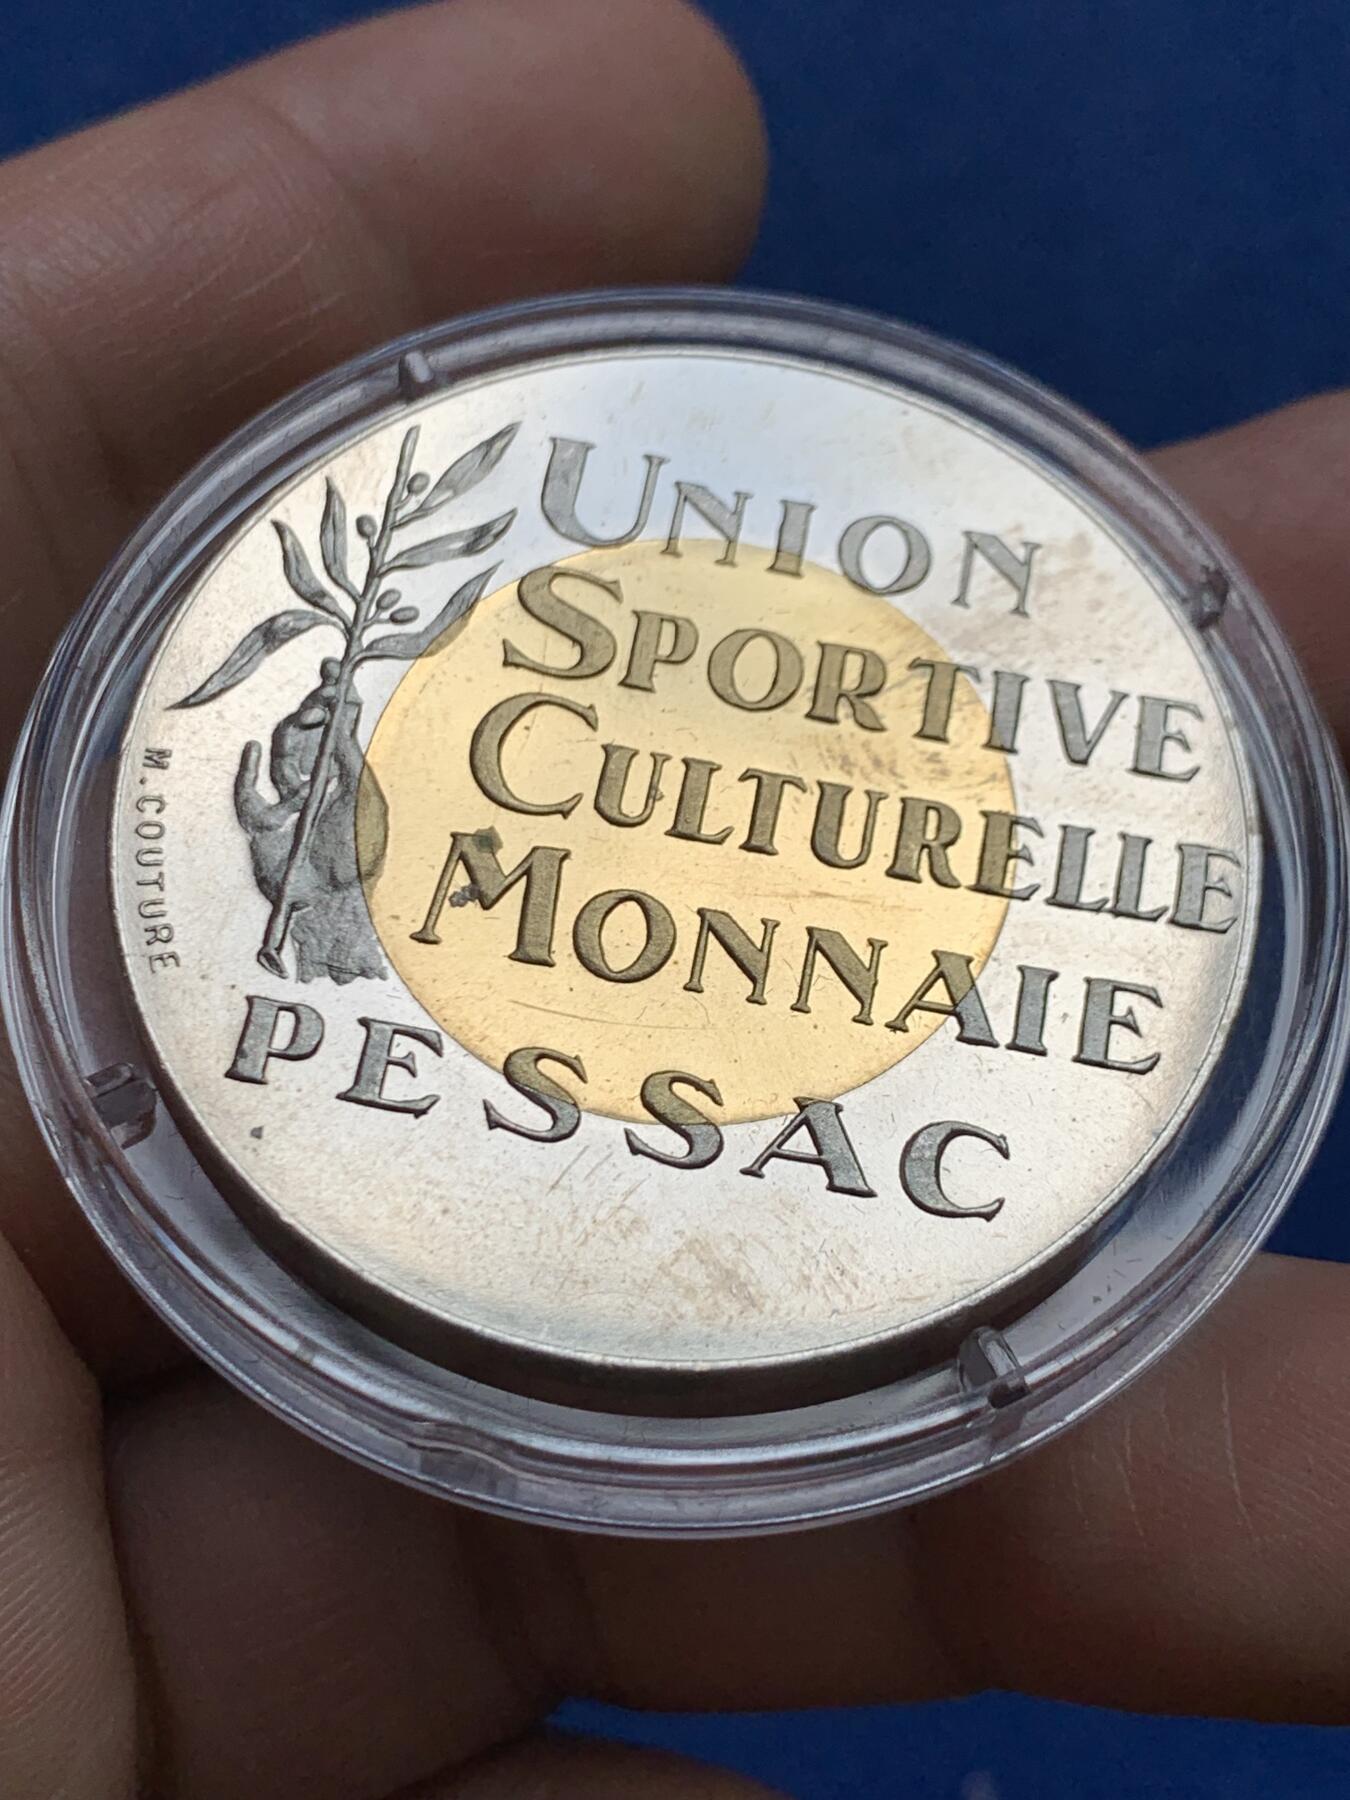 UNION
SPORTIVE
CULTURELLE
MONNAIE
PESSAC
M. COUTURE